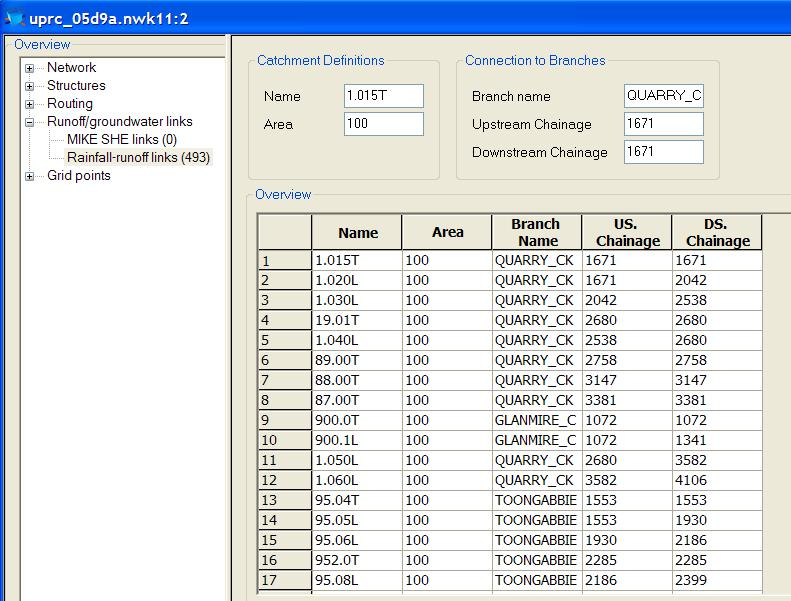 uprc_05d9a.nwk11:2
Overview
Network
Structures
Routing
Runoff/groundwater links
MIKE SHE links (0)
Rainfall-runoff links (493)
Grid points
Catchment Definitions
Name 1.015T
Area 100
Connection to Branches
Branch name QUARRY_C
Upstream Chainage 1671
Downstream Chainage 1671
Overview
Name Area Branch Name US. Chainage DS. Chainage
1 1.015T 100 QUARRY_CK 1671 1671
2 1.020L 100 QUARRY_CK 1671 2042
3 1.030L 100 QUARRY_CK 2042 2538
4 19.01T 100 QUARRY_CK 2680 2680
5 1.040L 100 QUARRY_CK 2538 2680
6 89.00T 100 QUARRY_CK 2758 2758
7 88.00T 100 QUARRY_CK 3147 3147
8 87.00T 100 QUARRY_CK 3381 3381
9 900.0T 100 GLANMIRE_C 1072 1072
10 900.1L 100 GLANMIRE_C 1072 1341
11 1.050L 100 QUARRY_CK 2680 3582
12 1.060L 100 QUARRY_CK 3582 4106
13 95.04T 100 TOONGABBIE 1553 1553
14 95.05L 100 TOONGABBIE 1553 1930
15 95.06L 100 TOONGABBIE 1930 2186
16 952.0T 100 TOONGABBIE 2285 2285
17 95.08L 100 TOONGABBIE 2186 2399